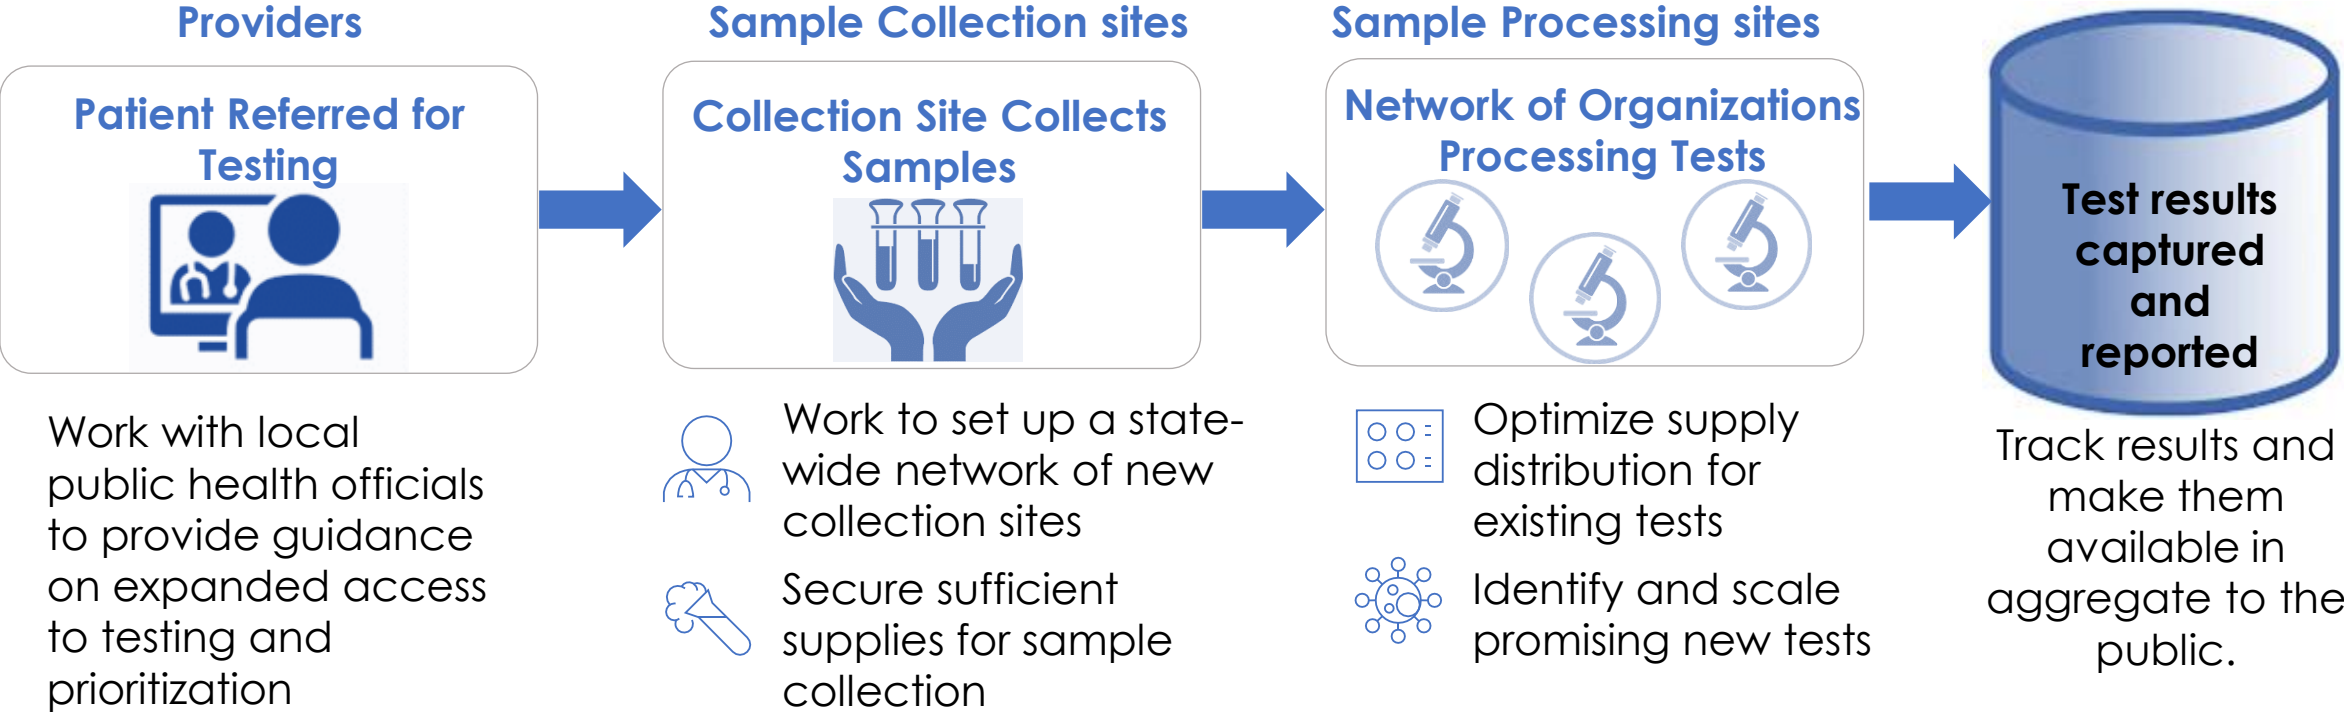 Providers
Patient Referred for
Testing
Work with local
public health officials
to provide guidance
on expanded access
to testing and
prioritization
Sample Collection sites
Collection Site Collects
Samples
Work to set up a state-
wide network of new
collection sites
Secure sufficient
supplies for sample
collection
Sample Processing sites
Network of Organizations
Processing Tests
Optimize supply
distribution for
existing tests
Identify and scale
promising new tests
Test results
captured
and
reported
Track results and
make them
available in
aggregate to the
public.